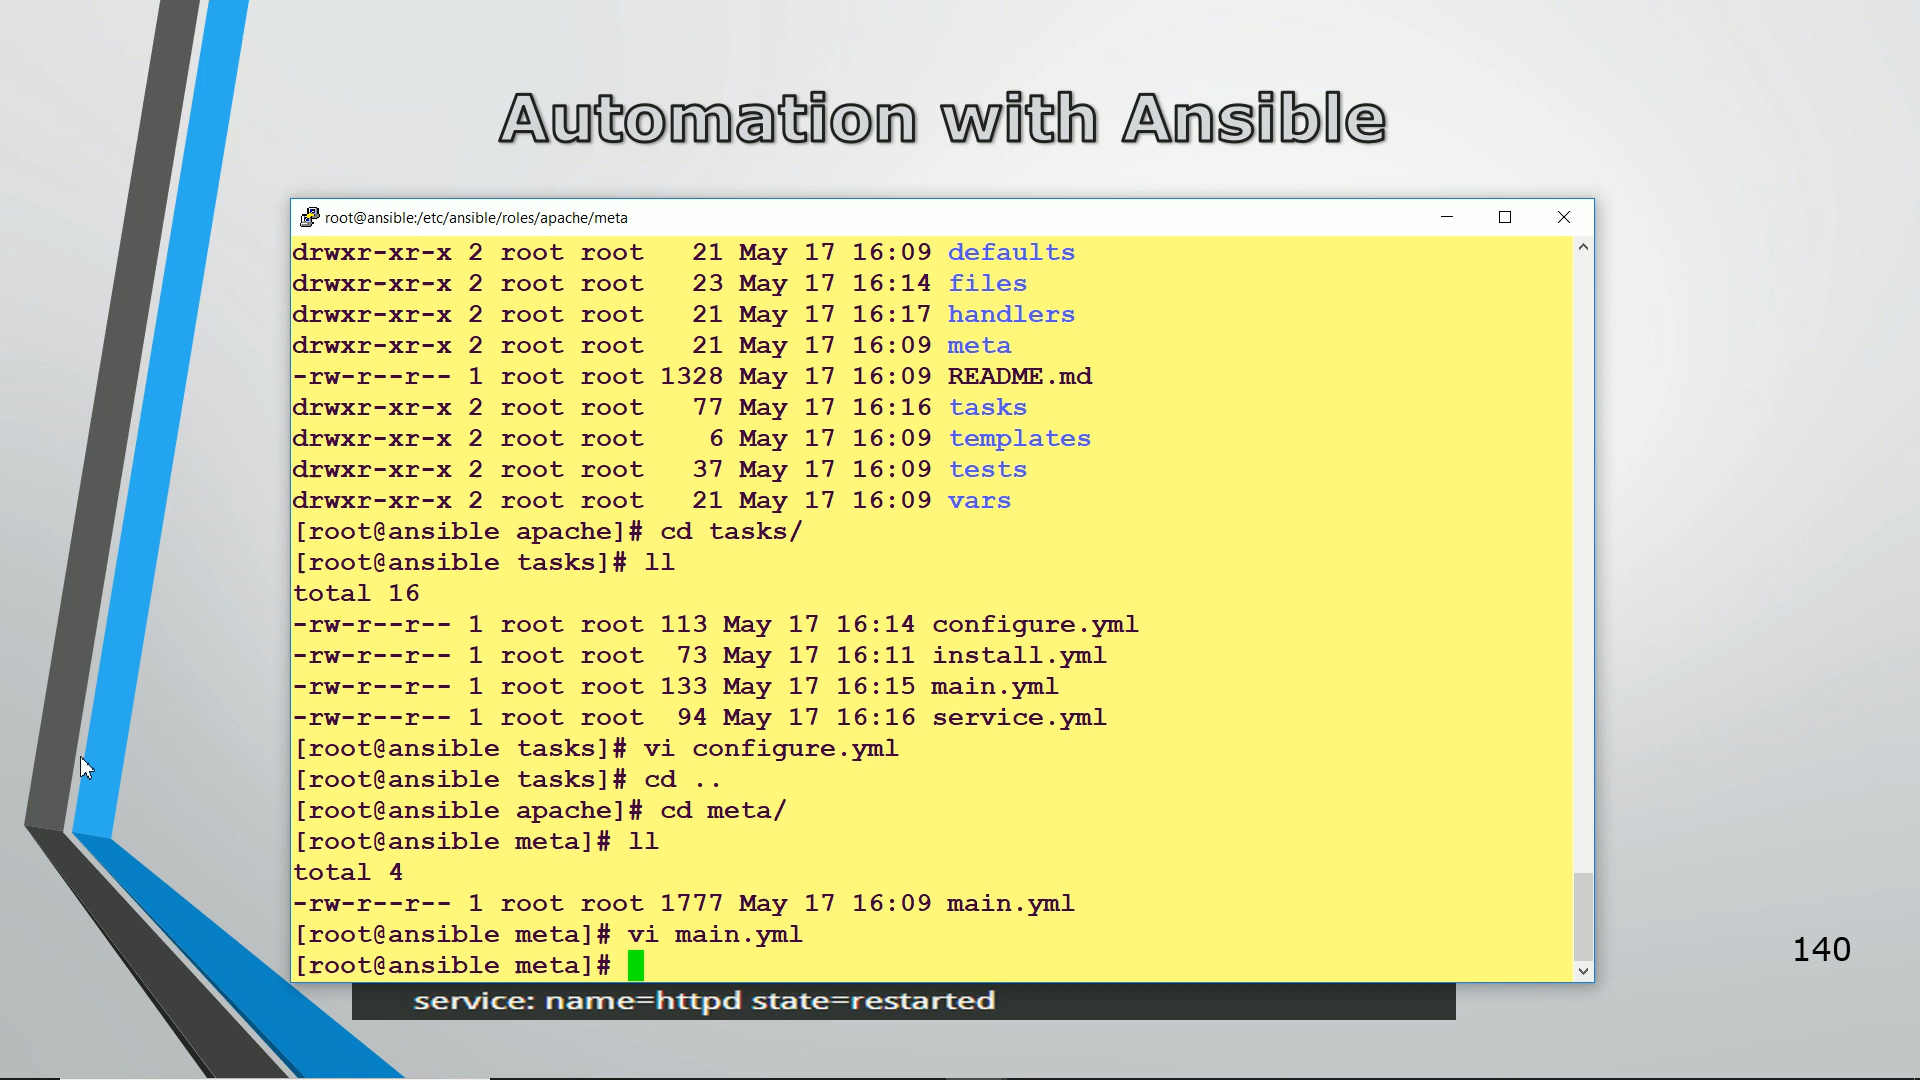 Automation with Ansible
root@ansible:/etc/ansible/roles/apache/meta
drwxr-xr-x 2 root root   21 May 17 16:09 defaults
drwxr-xr-x 2 root root   23 May 17 16:14 files
drwxr-xr-x 2 root root   21 May 17 16:17 handlers
drwxr-xr-x 2 root root   21 May 17 16:09 meta
-rw-r--r-- 1 root root 1328 May 17 16:09 README.md
drwxr-xr-x 2 root root   77 May 17 16:16 tasks
drwxr-xr-x 2 root root    6 May 17 16:09 templates
drwxr-xr-x 2 root root   37 May 17 16:09 tests
drwxr-xr-x 2 root root   21 May 17 16:09 vars
[root@ansible apache]# cd tasks/
[root@ansible tasks]# ll
total 16
-rw-r--r-- 1 root root 113 May 17 16:14 configure.yml
-rw-r--r-- 1 root root  73 May 17 16:11 install.yml
-rw-r--r-- 1 root root 133 May 17 16:15 main.yml
-rw-r--r-- 1 root root  94 May 17 16:16 service.yml
[root@ansible tasks]# vi configure.yml
[root@ansible tasks]# cd ..
[root@ansible apache]# cd meta/
[root@ansible meta]# ll
total 4
-rw-r--r-- 1 root root 1777 May 17 16:09 main.yml
[root@ansible meta]# vi main.yml
[root@ansible meta]#
service: name=httpd state=restarted
140